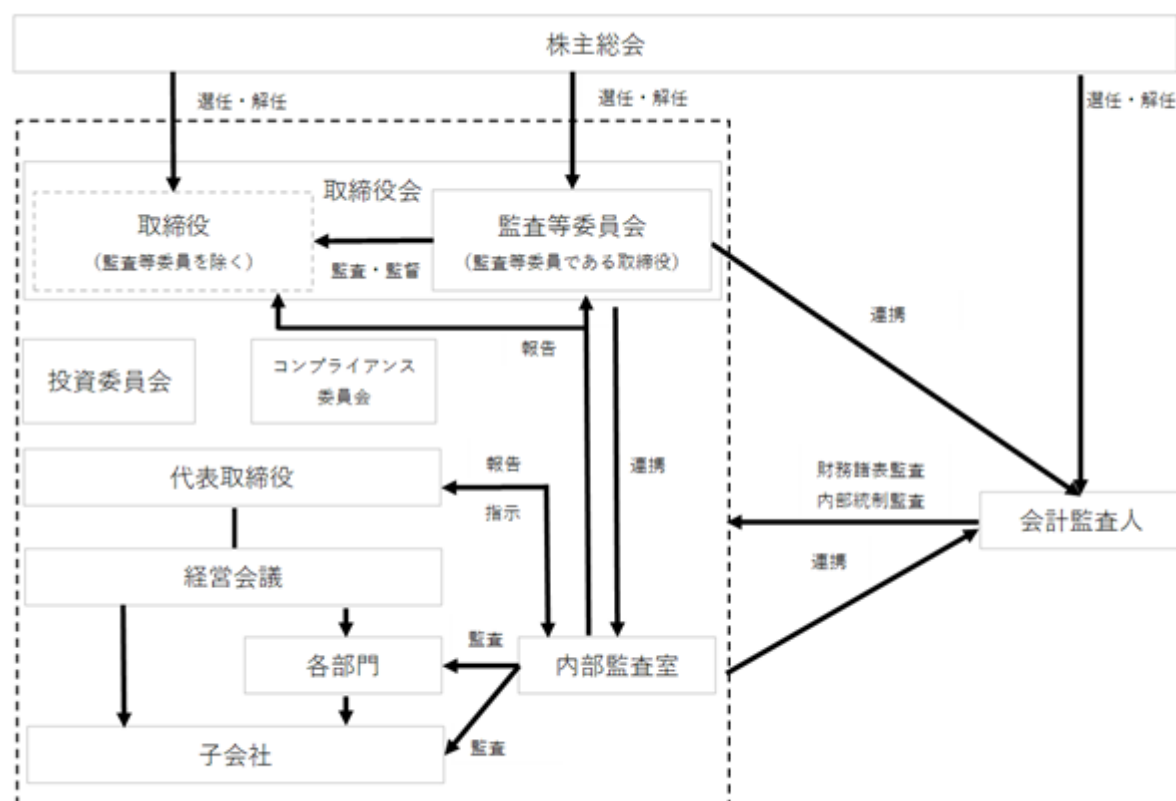 株主総会
選任・解任
選任・解任
選任・解任
取締役会
取締役
(監査等委員を除く)
監査・監督
監査等委員会
(監査等委員である取締役)
連携
報告
投資委員会
コンプライアンス
委員会
代表取締役
報告
指示
連携
財務諸表監査
内部統制監査
会計監査人
連携
経営会議
各部門
監査
内部監査室
子会社
監査